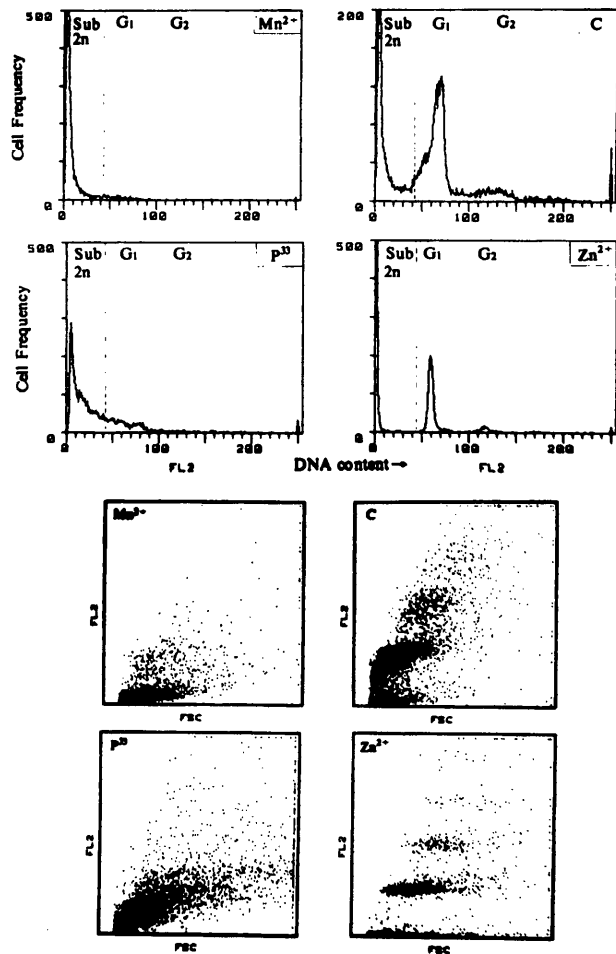 500 Sub G₁ G₂ Mn²⁺
2n
Cell Frequency
0
0 100 200
200 Sub G₁ G₂ C
2n
0
0 100 200
500 Sub G₁ G₂ P³³
2n
Cell Frequency
0
0 100 200
FL2
500 Sub G₁ G₂ Zn²⁺
2n
0
0 100 200
FL2
DNA content→
Mn²⁺
FL2
FSC
C
FL2
FSC
P³³
FL2
FSC
Zn²⁺
FL2
FSC